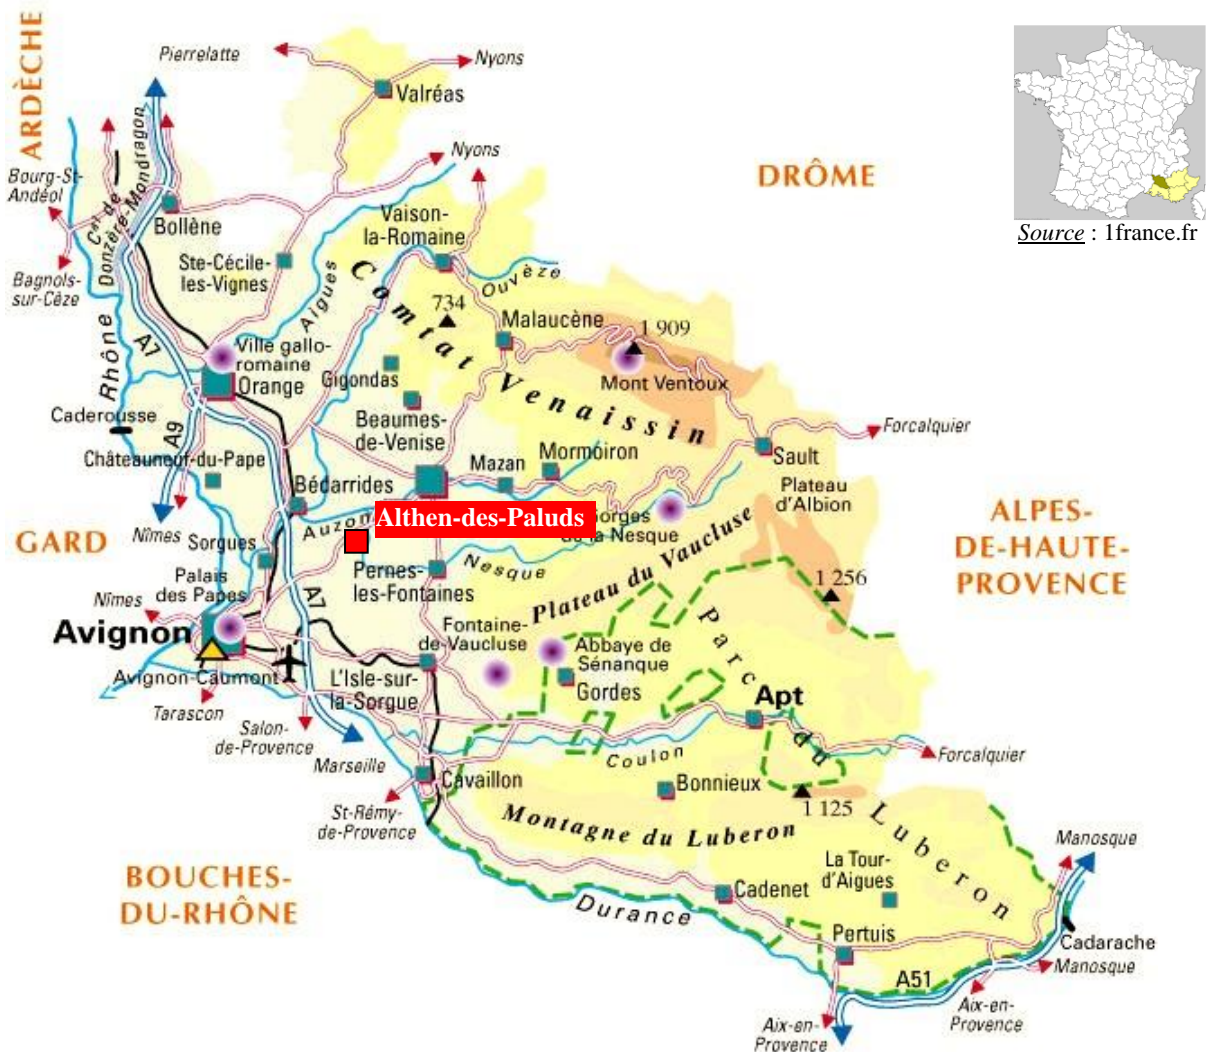 ARDÈCHE
Pierrelatte
Nyons
Valréas
Nyons
DRÔME
Source : 1france.fr
Bourg-St-
Andéol
Cal de
Donzère-Mondragon
Bollène
Vaison-
la-Romaine
Ste-Cécile-
les-Vignes
Bagnols-
sur-Cèze
Aigues
Ouvèze
Comtat Venaissin
734
Malaucène
1 909
Mont Ventoux
Rhône
A7
Ville gallo-
romaine
Orange
Gigondas
Caderousse
A9
Beaumes-
de-Venise
Forcalquier
Châteauneuf-du-Pape
Mazan
Mormoiron
Sault
Plateau
d'Albion
Bédarrides
Auzon
Althen-des-Paluds
Gorges
de la Nesque
ALPES-
DE-HAUTE-
PROVENCE
GARD
Nîmes
Sorgues
Nesque
Plateau du Vaucluse
Palais
des Papes
Pernes-
les-Fontaines
1 256
Nîmes
A7
Avignon
Fontaine-
de-Vaucluse
Abbaye de
Sénanque
Gordes
Parc du Luberon
Avignon-Caumont
L'Isle-sur-
la-Sorgue
Apt
Tarascon
Salon-
de-Provence
Marseille
Coulon
Forcalquier
Cavaillon
Bonnieux
1 125
St-Rémy-
de-Provence
Montagne du Luberon
Manosque
BOUCHES-
DU-RHÔNE
La Tour-
d'Aigues
Cadenet
Durance
Pertuis
Cadarache
Manosque
A51
Aix-en-
Provence
Aix-en-
Provence